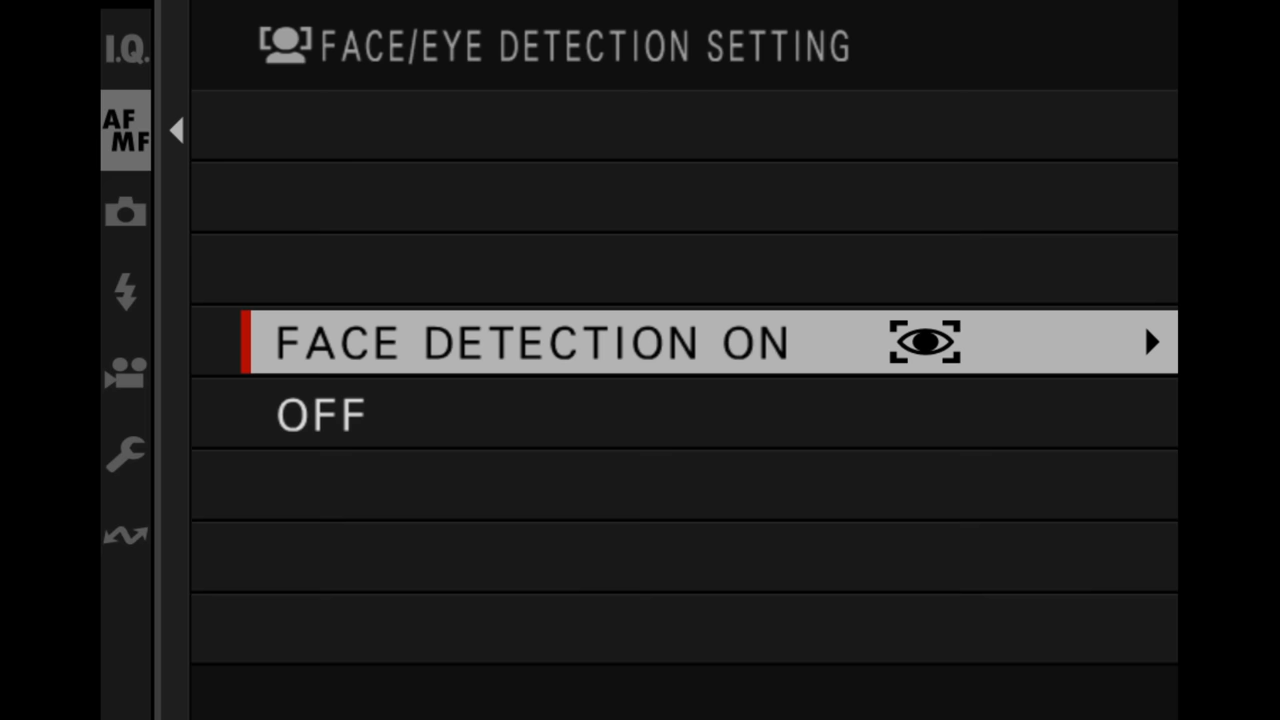 I.Q.
FACE/EYE DETECTION SETTING
AF
MF
FACE DETECTION ON
OFF